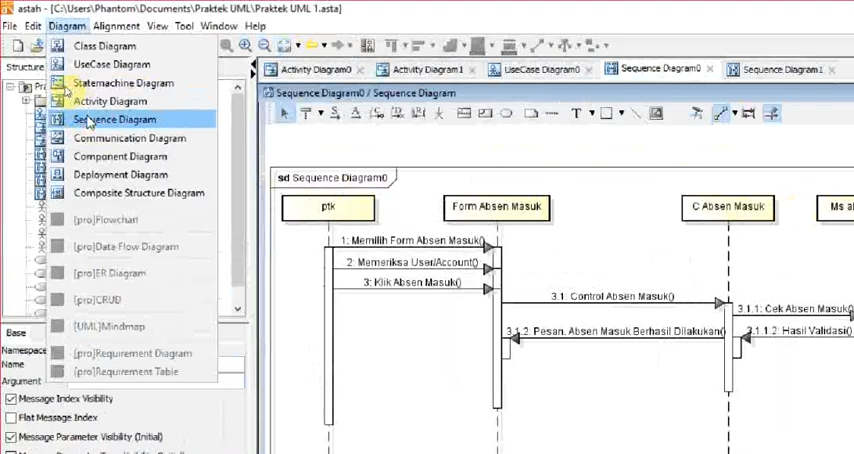 astah - [C:\Users\Phantom\Documents\Praktek UML\Praktek UML 1.asta]
File Edit Diagram Alignment View Tool Window Help
Structure
Class Diagram
UseCase Diagram
Statemachine Diagram
Activity Diagram
Sequence Diagram
Communication Diagram
Component Diagram
Deployment Diagram
Composite Structure Diagram
[pro]Flowchart
[pro]Data Flow Diagram
[pro]ER Diagram
[pro]CRUD
[UML]Mindmap
[pro]Requirement Diagram
[pro]Requirement Table
Base
Namespace
Name
Argument
Message Index Visibility
Flat Message Index
Message Parameter Visibility (Initial)
Activity Diagram0 Activity Diagram1 UseCase Diagram0 Sequence Diagram0 Sequence Diagram1
Sequence Diagram0 / Sequence Diagram
sd Sequence Diagram0
ptk Form Absen Masuk C Absen Masuk
1: Memilih Form Absen Masuk()
2: Memeriksa User/Account()
3: Klik Absen Masuk()
3.1: Control Absen Masuk()
3.1.1: Cek Absen Masuk
3.1.2: Pesan. Absen Masuk Berhasil Dilakukan()
3.1.1.2: Hasil Validasi()